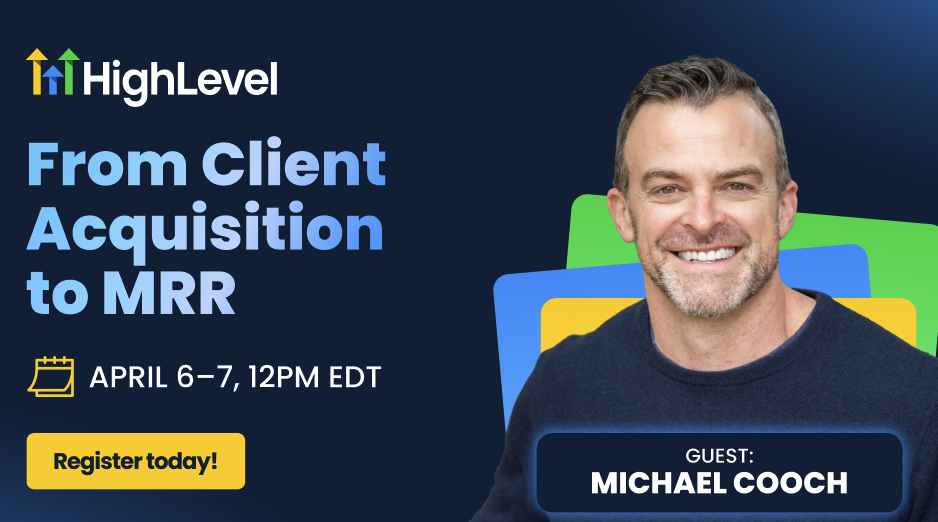 HighLevel
From Client
Acquisition
to MRR
APRIL 6–7, 12PM EDT
Register today!
GUEST:
MICHAEL COOCH